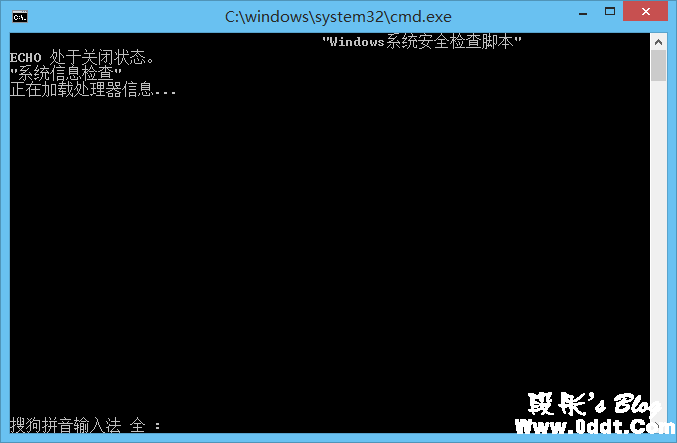 C:\windows\system32\cmd.exe
"Windows系统安全检查脚本"
ECHO 处于关闭状态。
"系统信息检查"
正在加载处理器信息...
搜狗拼音输入法 全 :
段彤's Blog
Www.0ddt.Com